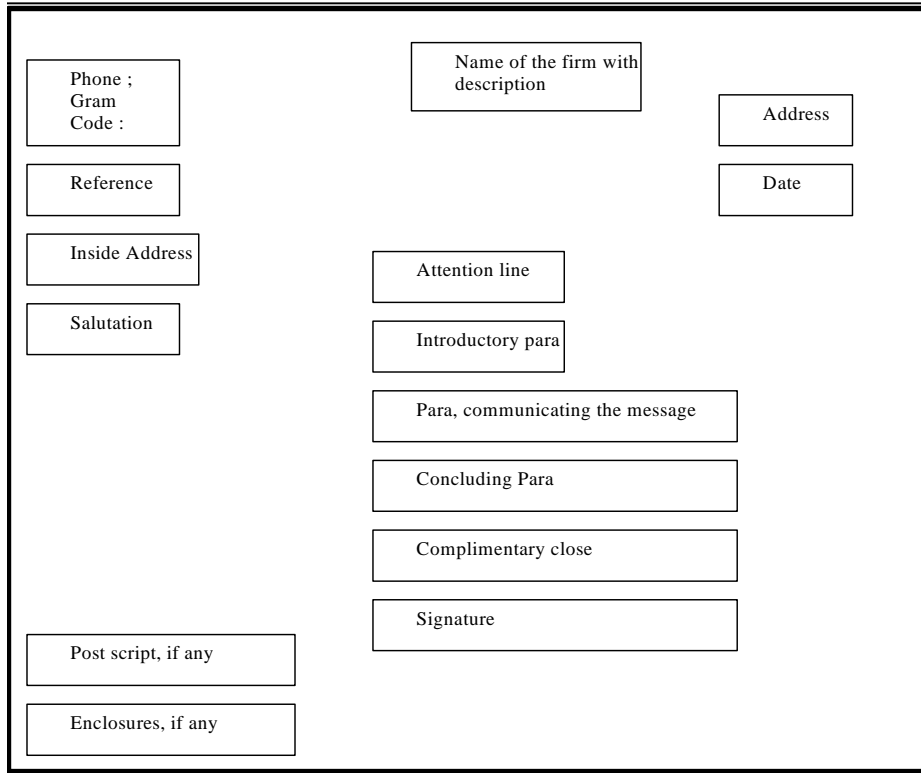 Name of the firm with
description
Phone ;
Gram
Code :
Address
Reference
Date
Inside Address
Attention line
Salutation
Introductory para
Para, communicating the message
Concluding Para
Complimentary close
Signature
Post script, if any
Enclosures, if any